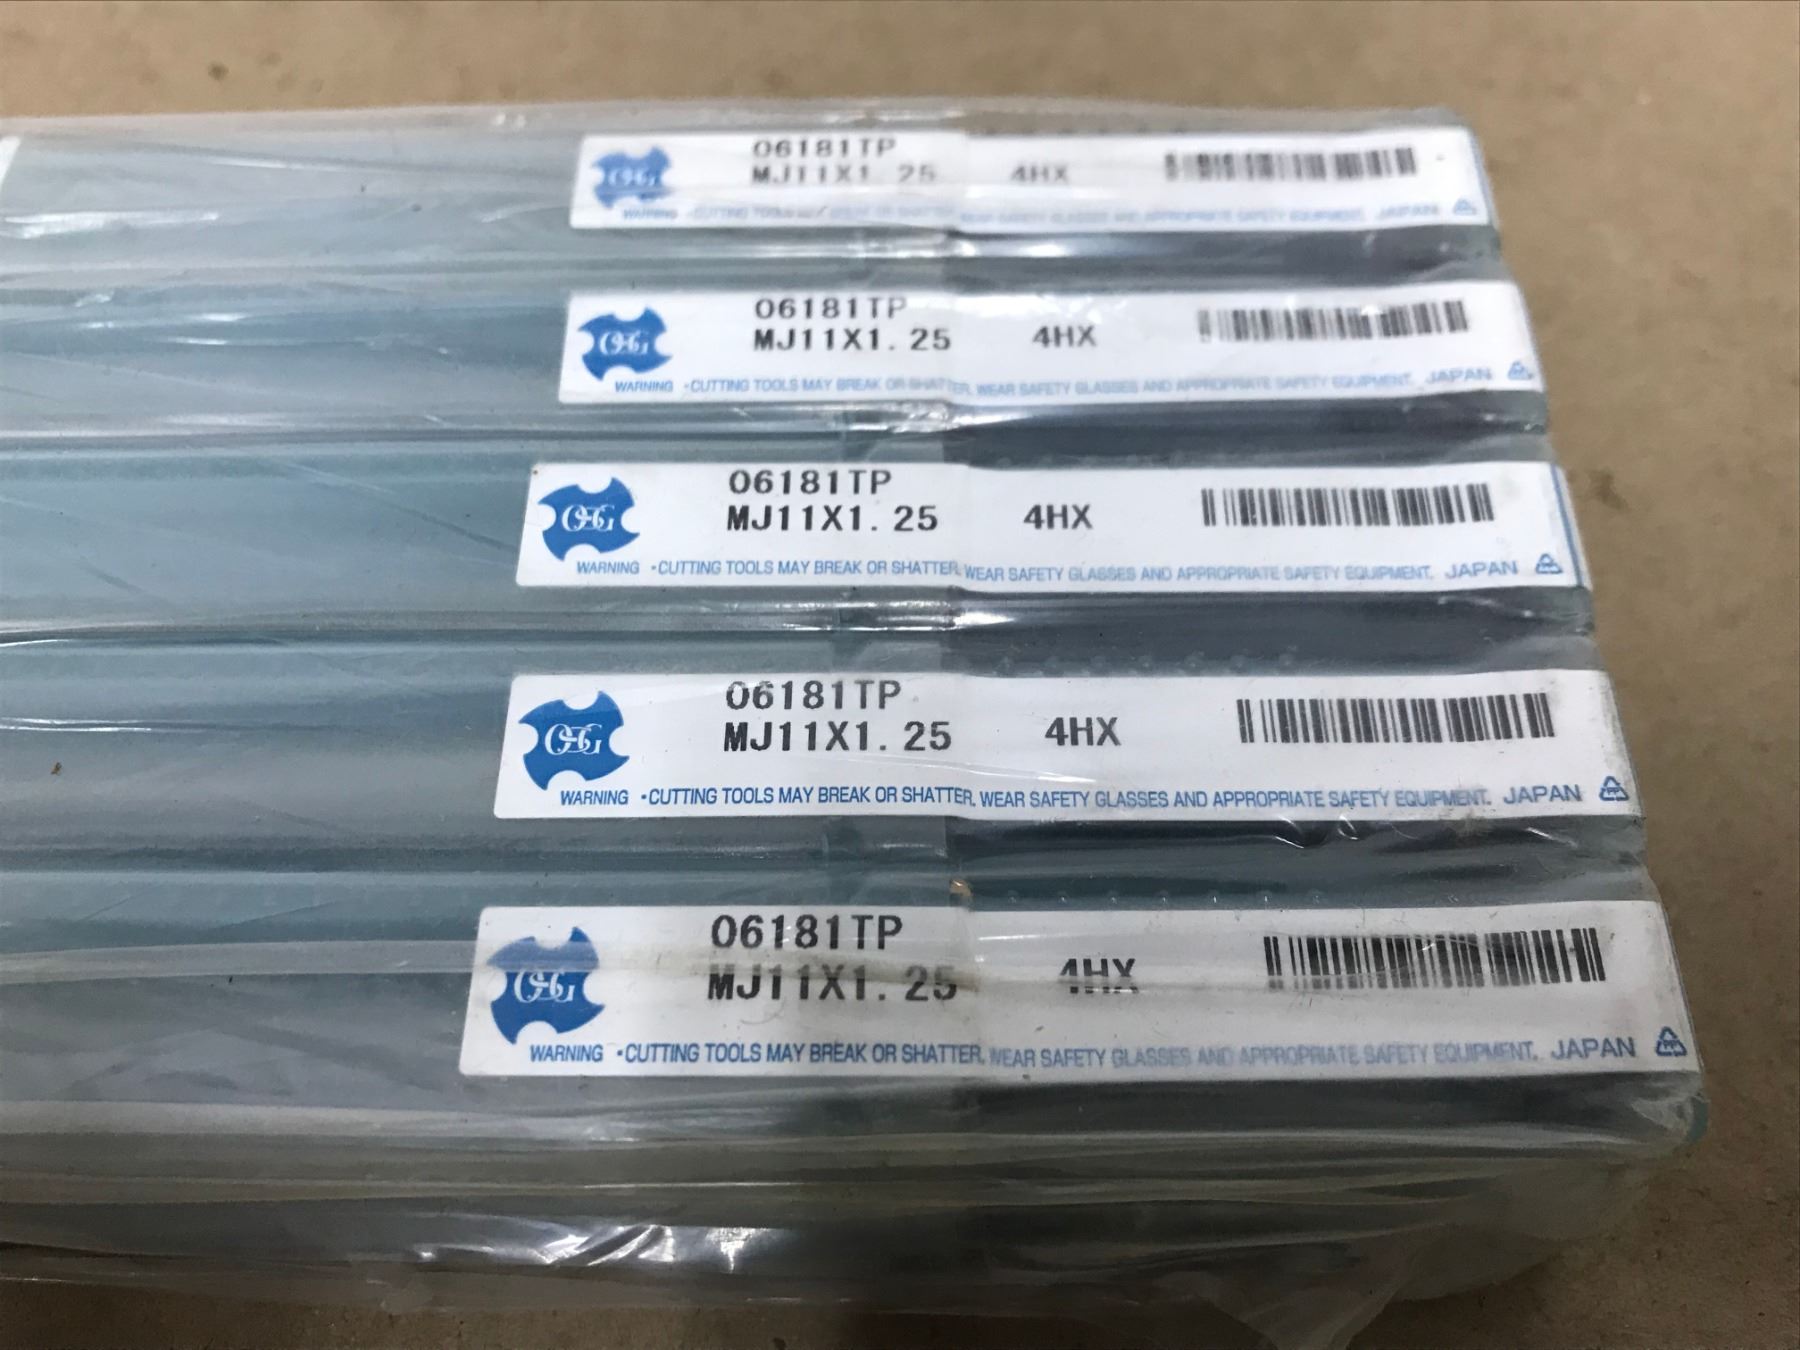 06181TP
OSG MJ11X1.25 4HX
WARNING •CUTTING TOOLS MAY BREAK OR SHATTER, WEAR SAFETY GLASSES AND APPROPRIATE SAFETY EQUIPMENT. JAPAN
06181TP
OSG MJ11X1.25 4HX
WARNING •CUTTING TOOLS MAY BREAK OR SHATTER, WEAR SAFETY GLASSES AND APPROPRIATE SAFETY EQUIPMENT. JAPAN
06181TP
OSG MJ11X1.25 4HX
WARNING •CUTTING TOOLS MAY BREAK OR SHATTER, WEAR SAFETY GLASSES AND APPROPRIATE SAFETY EQUIPMENT. JAPAN
06181TP
OSG MJ11X1.25 4HX
WARNING •CUTTING TOOLS MAY BREAK OR SHATTER, WEAR SAFETY GLASSES AND APPROPRIATE SAFETY EQUIPMENT. JAPAN
06181TP
OSG MJ11X1.25 4HX
WARNING •CUTTING TOOLS MAY BREAK OR SHATTER, WEAR SAFETY GLASSES AND APPROPRIATE SAFETY EQUIPMENT. JAPAN